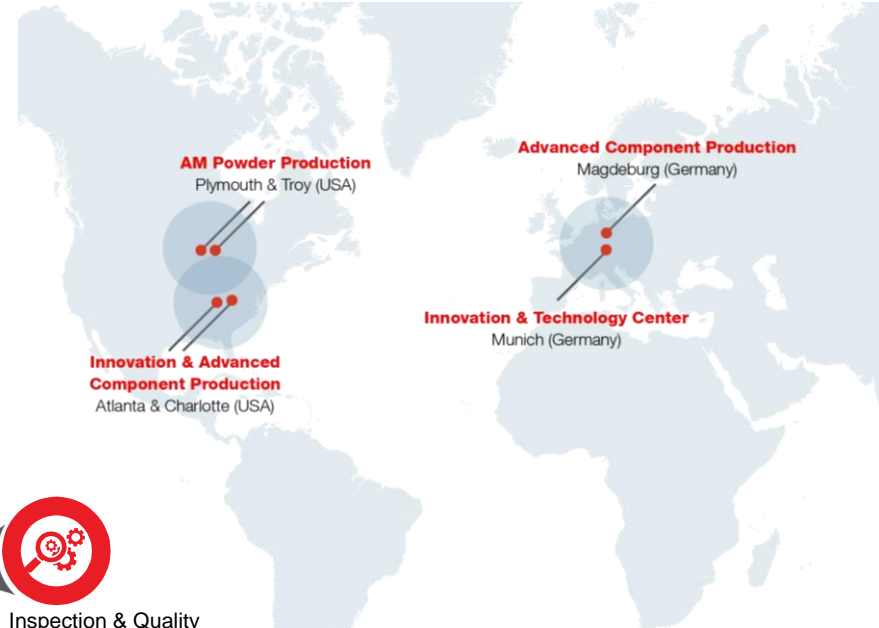 AM Powder Production
Plymouth & Troy (USA)
Advanced Component Production
Magdeburg (Germany)
Innovation & Technology Center
Munich (Germany)
Innovation & Advanced
Component Production
Atlanta & Charlotte (USA)
Inspection & Quality